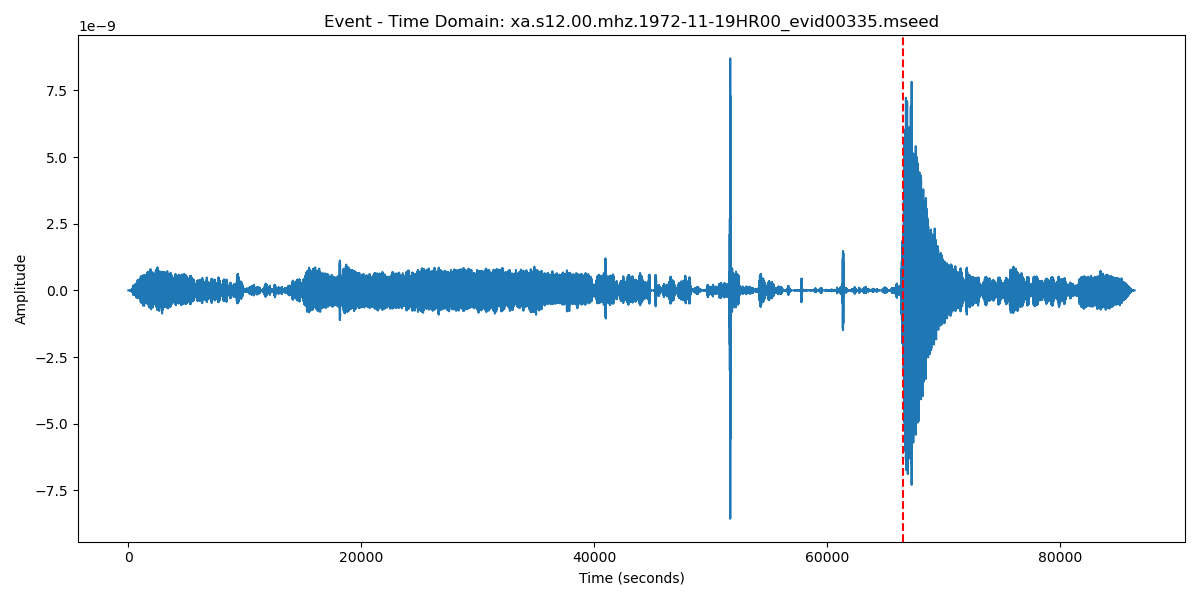 Event - Time Domain: xa.s12.00.mhz.1972-11-19HR00_evid00335.mseed
1e−9
7.5
5.0
2.5
0.0
−2.5
−5.0
−7.5
Amplitude
0 20000 40000 60000 80000
Time (seconds)